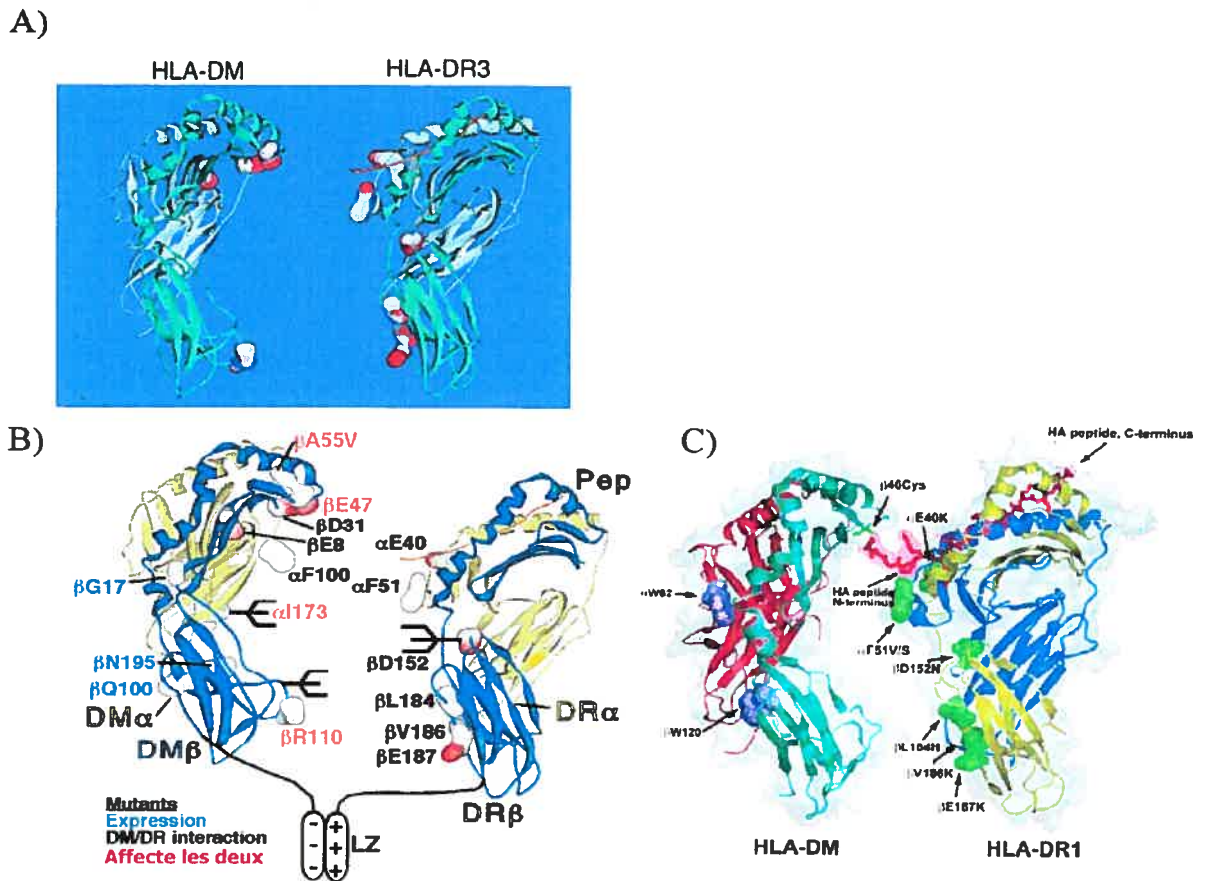 A)
HLA-DM HLA-DR3
B)
βA55V
βE47
βD31
βE8
αF100
βG17
αI173
βN195
βQ100
DMα
βR110
DMβ
Pep
αE40
αF51
βD152
βL184
DRα
βV186
βE187
DRβ
- + LZ
- +
- +
Mutants
Expression
DM/DR interaction
Affecte les deux
C)
HA peptide, C-terminus
β46Cys
αE40K
HA peptide
N-terminus
αW62
αF51V/S
βD152N
β-W120
βL184H
βV186K
βE187K
HLA-DM HLA-DR1